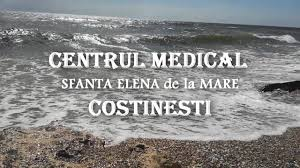 CENTRUL MEDICAL
SFANTA ELENA de la MARE
COSTINESTI